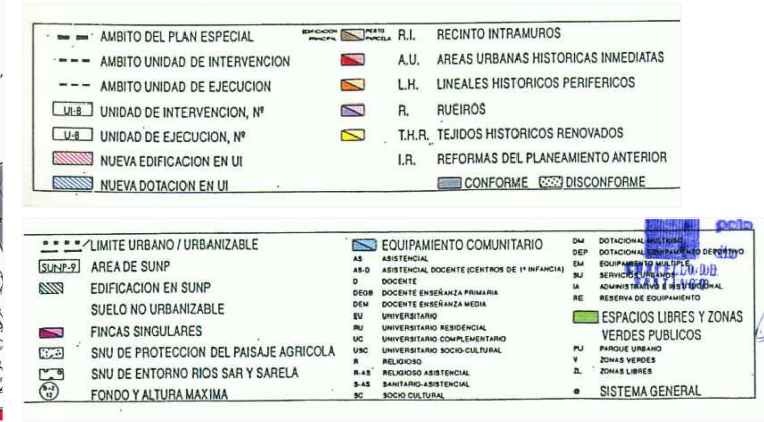 AMBITO DEL PLAN ESPECIAL
AMBITO UNIDAD DE INTERVENCION
AMBITO UNIDAD DE EJECUCION
UI-8 UNIDAD DE INTERVENCION, Nº
U-8 UNIDAD DE EJECUCION, Nº
NUEVA EDIFICACION EN UI
NUEVA DOTACION EN UI
EDIFICACION PRINCIPAL RESTO PARCELA R.I. RECINTO INTRAMUROS
A.U. AREAS URBANAS HISTORICAS INMEDIATAS
L.H. LINEALES HISTORICOS PERIFERICOS
R. RUEIROS
T.H.R. TEJIDOS HISTORICOS RENOVADOS
I.R. REFORMAS DEL PLANEAMIENTO ANTERIOR
CONFORME DISCONFORME
LIMITE URBANO / URBANIZABLE
SUNP-9 AREA DE SUNP
EDIFICACION EN SUNP
SUELO NO URBANIZABLE
FINCAS SINGULARES
SNU DE PROTECCION DEL PAISAJE AGRICOLA
SNU DE ENTORNO RIOS SAR Y SARELA
FONDO Y ALTURA MAXIMA
EQUIPAMIENTO COMUNITARIO
AS ASISTENCIAL
AS-D ASISTENCIAL DOCENTE (CENTROS DE 1ª INFANCIA)
D DOCENTE
DEGB DOCENTE ENSEÑANZA PRIMARIA
DEM DOCENTE ENSEÑANZA MEDIA
EU UNIVERSITARIO
RU UNIVERSITARIO RESIDENCIAL
UC UNIVERSITARIO COMPLEMENTARIO
USC UNIVERSITARIO SOCIO-CULTURAL
R RELIGIOSO
R-AS RELIGIOSO ASISTENCIAL
S-AS SANITARIO-ASISTENCIAL
SC SOCIO CULTURAL
DM DOTACIONAL MULTIUSO
DEP DOTACIONAL EQUIPAMIENTO DEPORTIVO
EM EQUIPAMIENTO MULTIPLE
SU SERVICIOS URBANOS
IA ADMINISTRATIVO E INSTITUCIONAL
RE RESERVA DE EQUIPAMIENTO
ESPACIOS LIBRES Y ZONAS
VERDES PUBLICOS
PU PARQUE URBANO
V ZONAS VERDES
ZL ZONAS LIBRES
SISTEMA GENERAL